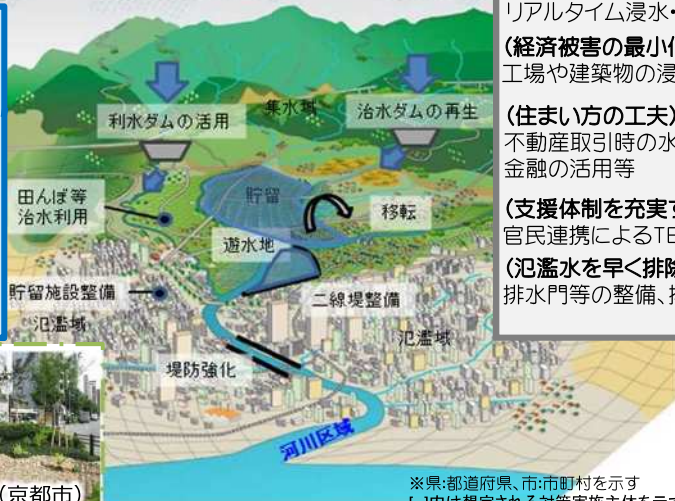 利水ダムの活用
集水域
治水ダムの再生
田んぼ等
治水利用
貯留
移転
遊水地
貯留施設整備
二線堤整備
氾濫域
氾濫域
堤防強化
河川区域
(京都市)
リアルタイム浸水・
(経済被害の最小化
工場や建築物の浸
(住まい方の工夫)
不動産取引時の水
金融の活用等
(支援体制を充実す
官民連携によるTE
(氾濫水を早く排除
排水門等の整備、排
※県:都道府県、市:市町村を示す